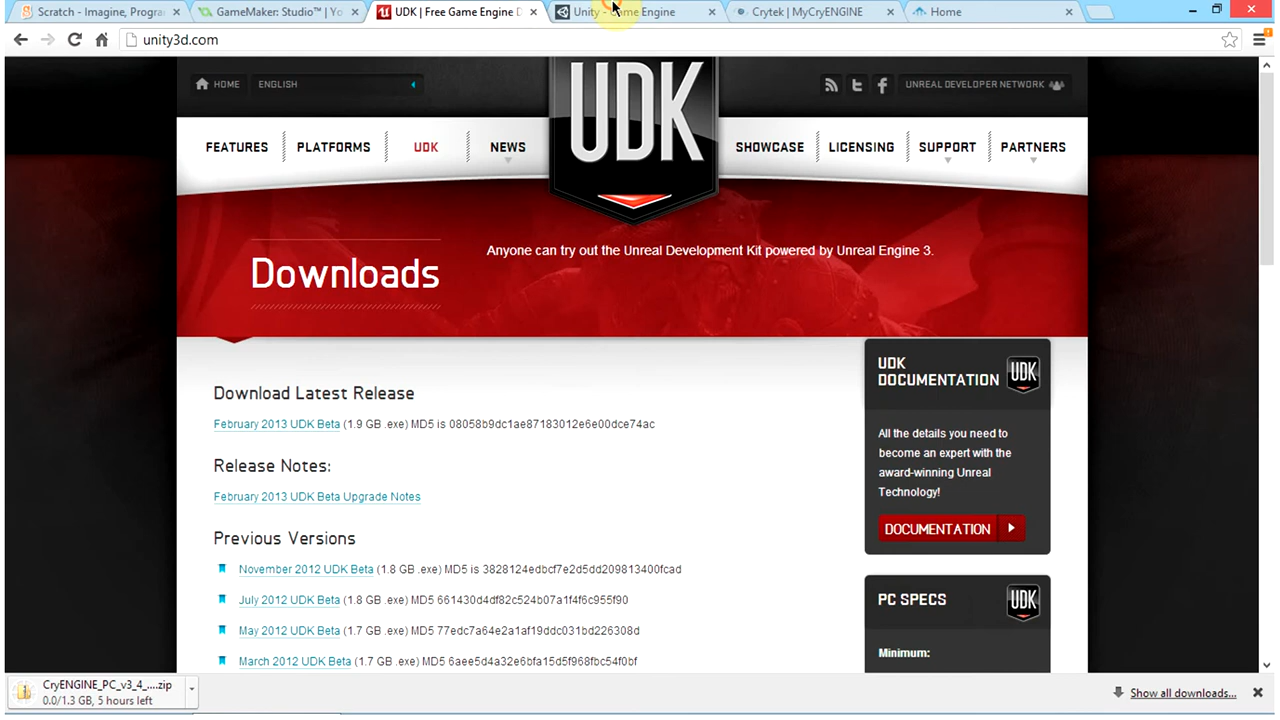 Scratch - Imagine, Progra
GameMaker: Studio™ | Yo
UDK | Free Game Engine D
Unity - Game Engine
Crytek | MyCryENGINE
Home
unity3d.com
HOME
ENGLISH
UDK
UNREAL DEVELOPER NETWORK
FEATURES
PLATFORMS
UDK
NEWS
SHOWCASE
LICENSING
SUPPORT
PARTNERS
Downloads
Anyone can try out the Unreal Development Kit powered by Unreal Engine 3.
Download Latest Release
February 2013 UDK Beta (1.9 GB .exe) MD5 is 08058b9dc1ae87183012e6e00dce74ac
Release Notes:
February 2013 UDK Beta Upgrade Notes
Previous Versions
November 2012 UDK Beta (1.8 GB .exe) MD5 is 3828124edbcf7e2d5dd209813400fcad
July 2012 UDK Beta (1.8 GB .exe) MD5 661430d4df82c524b07a1f4f6c955f90
May 2012 UDK Beta (1.7 GB .exe) MD5 77edc7a64e2a1af19ddc031bd226308d
March 2012 UDK Beta (1.7 GB .exe) MD5 6aee5d4a32e6bfa15d5f968fbc54f0bf
UDK
DOCUMENTATION
UDK
All the details you need to
become an expert with the
award-winning Unreal
Technology!
DOCUMENTATION
PC SPECS
UDK
Minimum:
CryENGINE_PC_v3_4_....zip
0.0/1.3 GB, 5 hours left
Show all downloads...